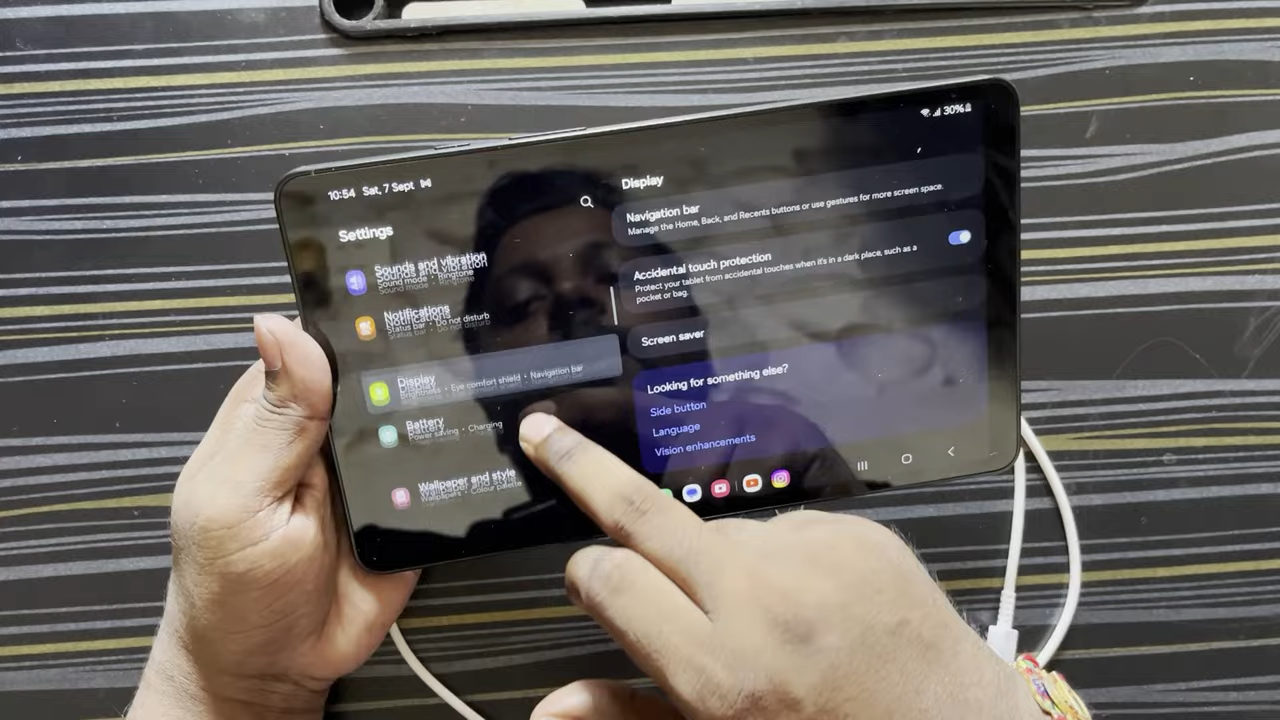 10:54 Sat, 7 Sept
30%
Settings
Sounds and vibration
Sound mode • Ringtone
Notifications
Status bar • Do not disturb
Display
Brightness • Eye comfort shield • Navigation bar
Battery
Power saving • Charging
Wallpaper and style
Wallpapers • Colour palette
Display
Navigation bar
Manage the Home, Back, and Recents buttons or use gestures for more screen space.
Accidental touch protection
Protect your tablet from accidental touches when it's in a dark place, such as a
pocket or bag.
Screen saver
Looking for something else?
Side button
Language
Vision enhancements